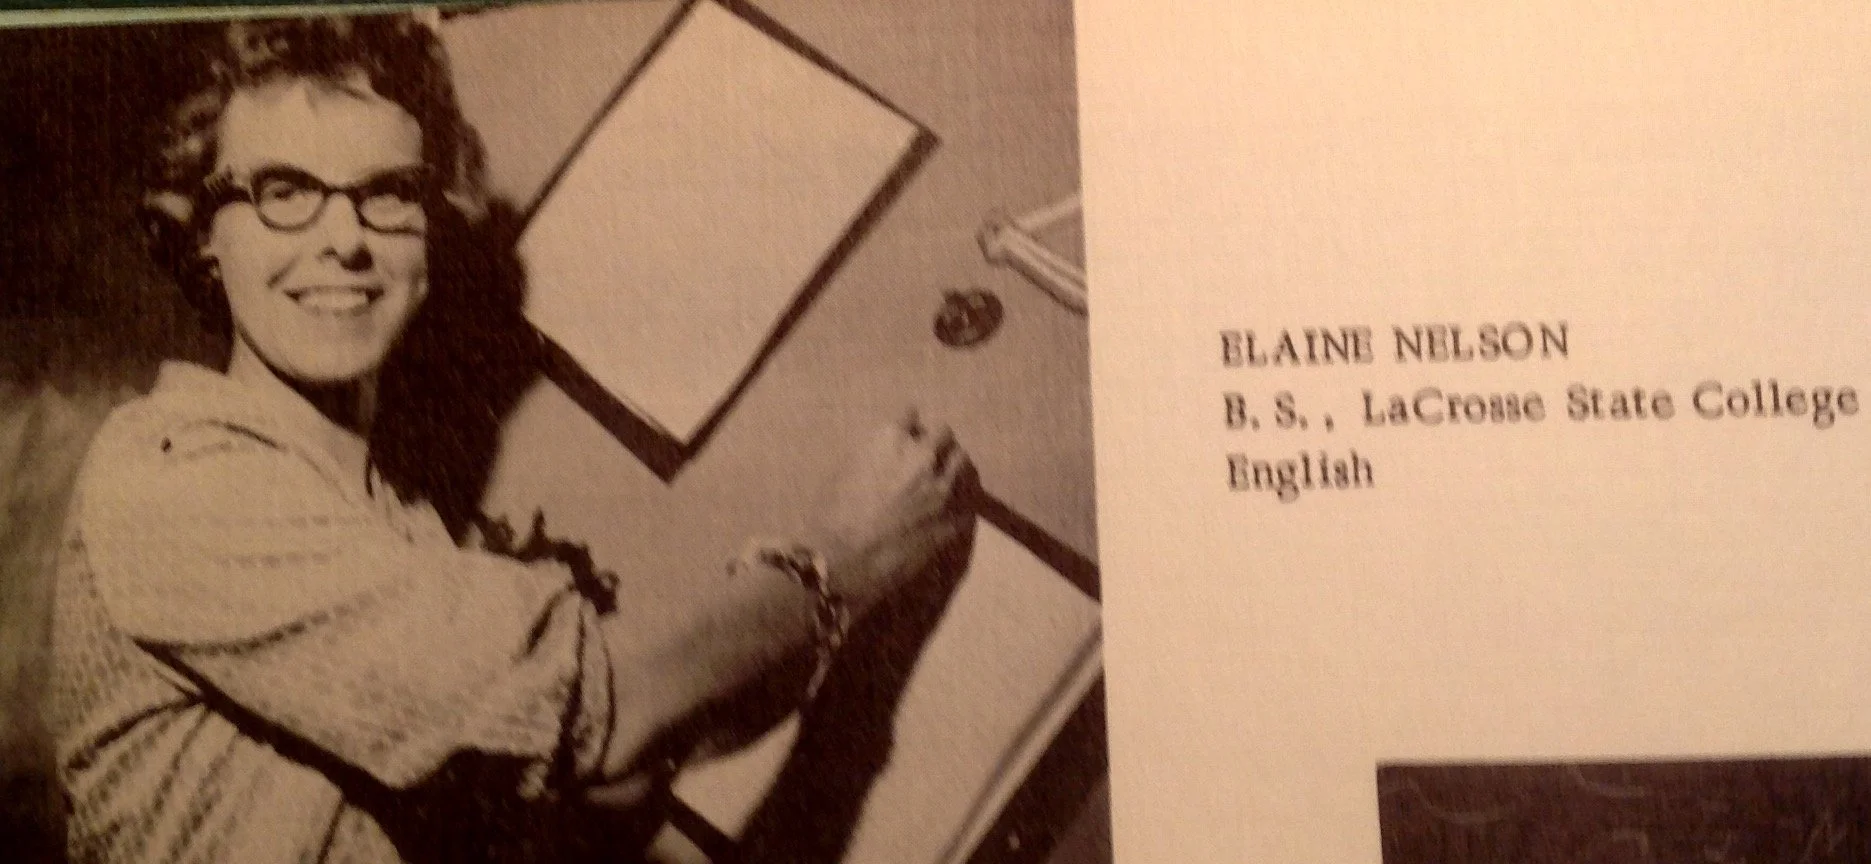 ELAINE NELSON
B. S., LaCrosse State College
English